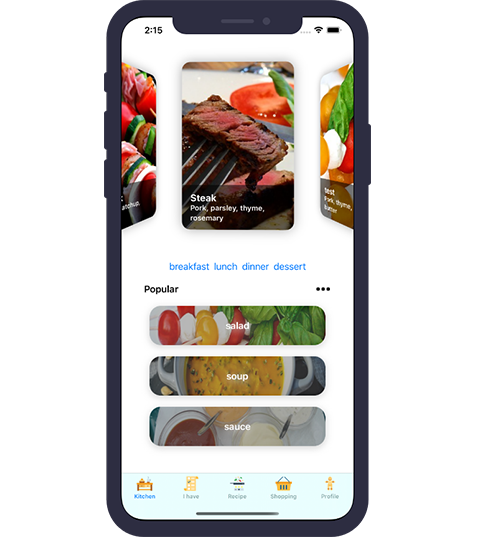 2:15
Steak
Pork, parsley, thyme,
rosemary
test
Pork, thyme,
butter
breakfast lunch dinner dessert
Popular
salad
soup
sauce
Kitchen
I have
Recipe
Shopping
Profile